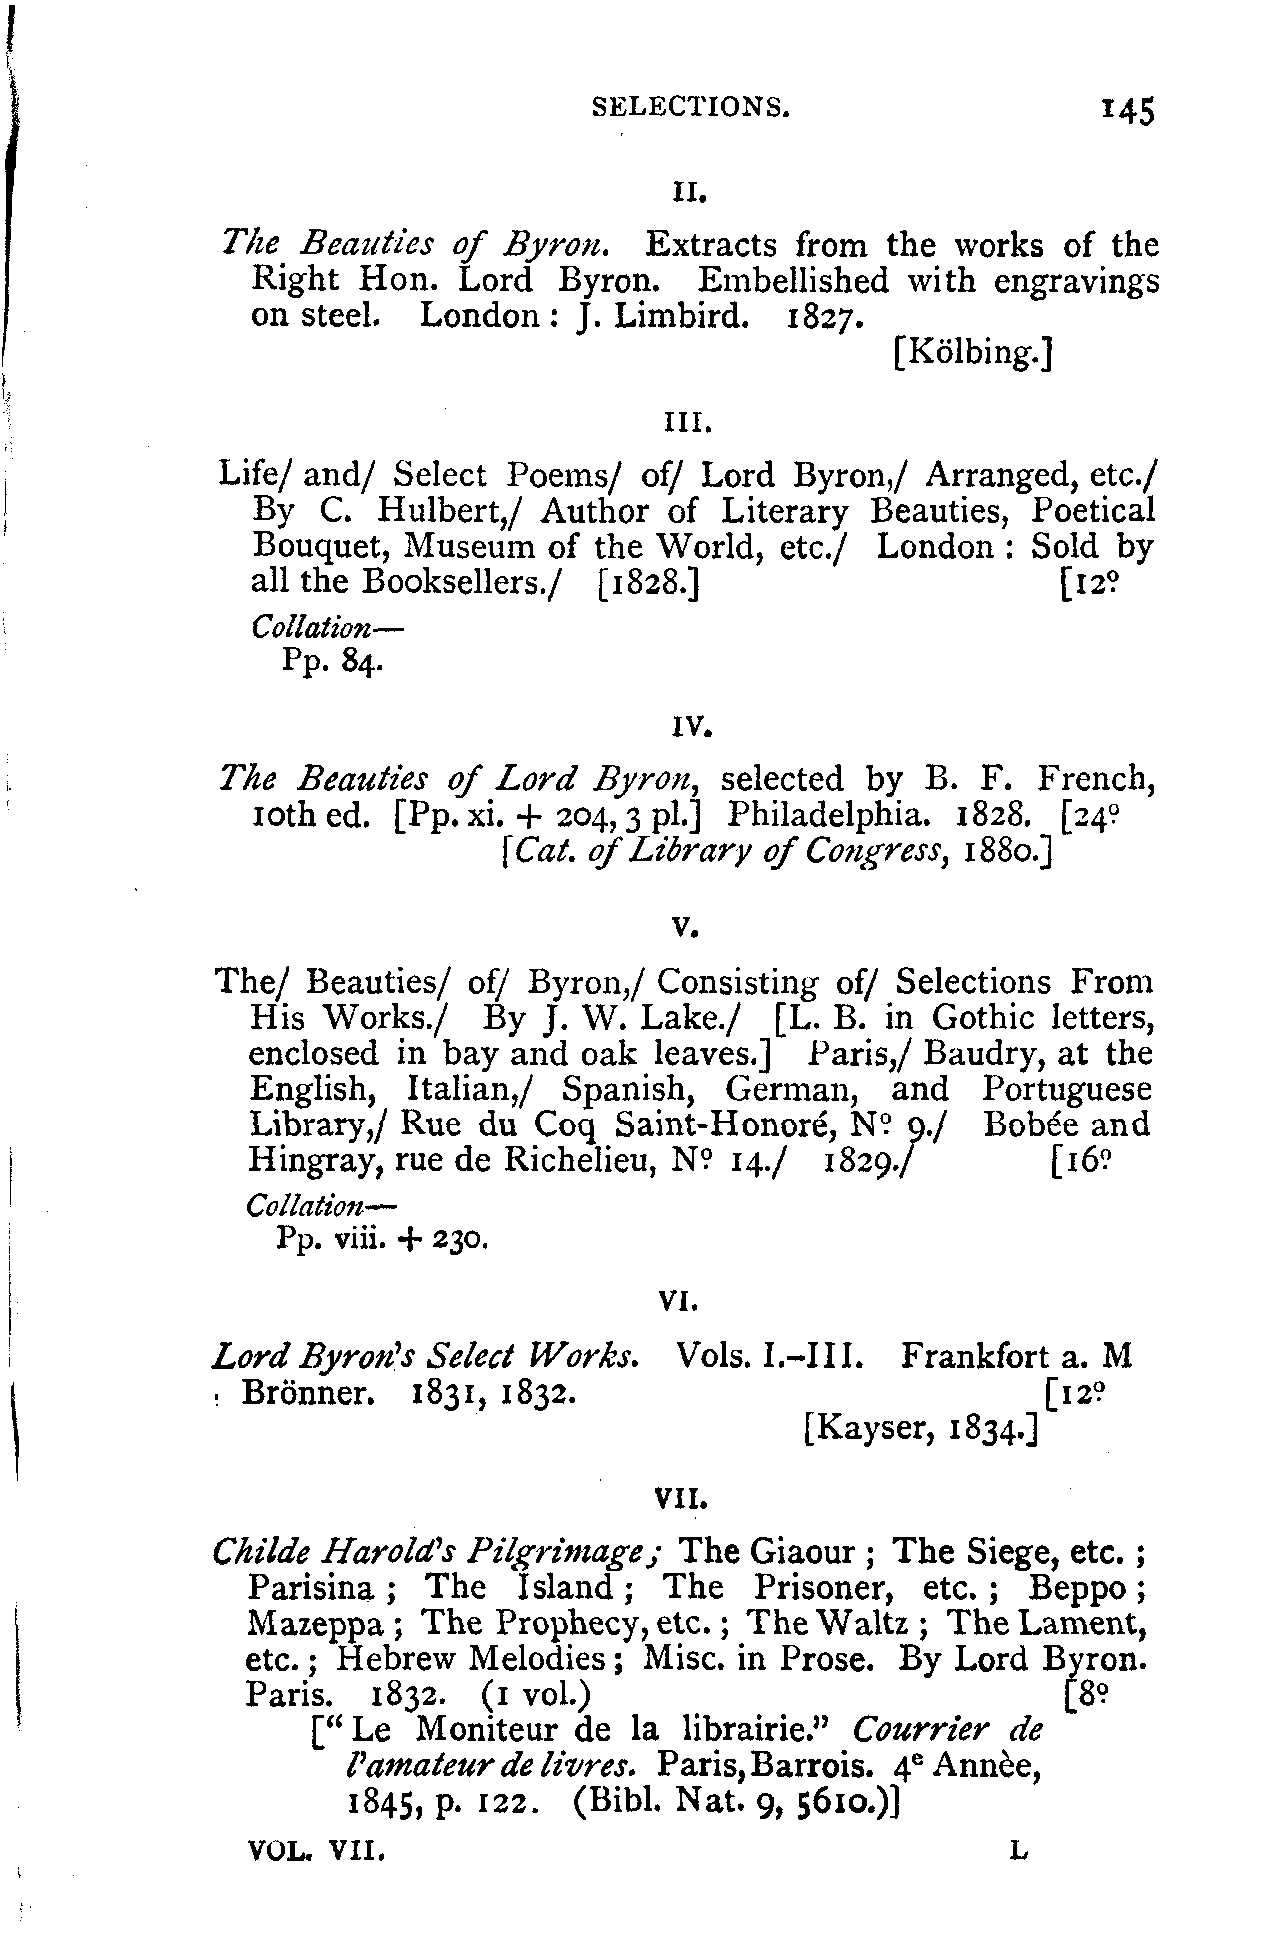 SELECTIONS. 145
II.
The Beauties of Byron. Extracts from the works of the
Right Hon. Lord Byron. Embellished with engravings
on steel. London : J. Limbird. 1827.
[Kölbing.]
III.
Life/ and/ Select Poems/ of/ Lord Byron,/ Arranged, etc./
By C. Hulbert,/ Author of Literary Beauties, Poetical
Bouquet, Museum of the World, etc./ London : Sold by
all the Booksellers./ [1828.] [12º
Collation—
Pp. 84.
IV.
The Beauties of Lord Byron, selected by B. F. French,
10th ed. [Pp. xi. + 204, 3 pl.] Philadelphia. 1828. [24º
[Cat. of Library of Congress, 1880.]
V.
The/ Beauties/ of/ Byron,/ Consisting of/ Selections From
His Works./ By J. W. Lake./ [L. B. in Gothic letters,
enclosed in bay and oak leaves.] Paris,/ Baudry, at the
English, Italian,/ Spanish, German, and Portuguese
Library,/ Rue du Coq Saint-Honoré, Nº 9./ Bobée and
Hingray, rue de Richelieu, Nº 14./ 1829./ [16º
Collation—
Pp. viii. + 230.
VI.
Lord Byron's Select Works. Vols. I.–III. Frankfort a. M
Brönner. 1831, 1832. [12º
[Kayser, 1834.]
VII.
Childe Harold's Pilgrimage; The Giaour ; The Siege, etc. ;
Parisina ; The Island ; The Prisoner, etc. ; Beppo ;
Mazeppa ; The Prophecy, etc. ; The Waltz ; The Lament,
etc. ; Hebrew Melodies ; Misc. in Prose. By Lord Byron.
Paris. 1832. (1 vol.) [8º
[“ Le Moniteur de la librairie.” Courrier de
l'amateur de livres. Paris, Barrois. 4e Annèe,
1845, p. 122. (Bibl. Nat. 9, 5610.)]
VOL. VII. L